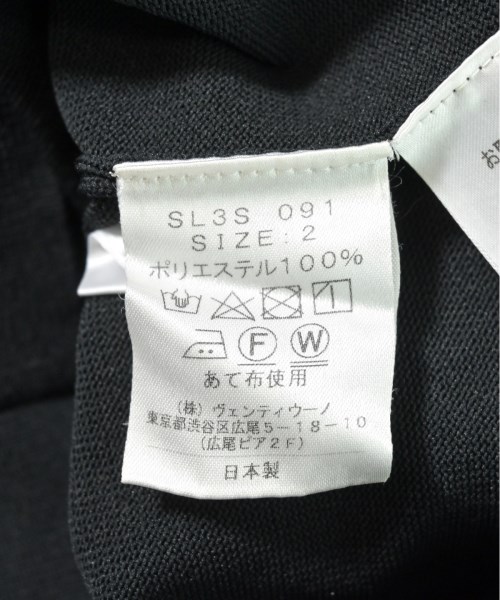 SL3S 091
SIZE:2
ポリエステル100%
F W
あて布使用
(株) ヴェンティウーノ
東京都渋谷区広尾5-18-10
(広尾ピア2F)
日本製
お